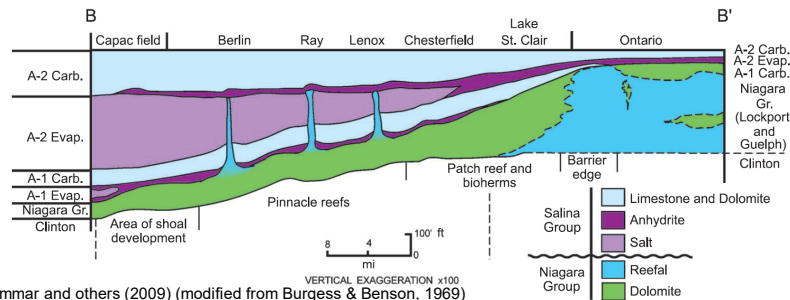 B B'
Capac field Berlin Ray Lenox Chesterfield Lake St. Clair Ontario
A-2 Carb.
A-2 Evap.
A-1 Carb.
A-1 Evap.
Niagara Gr.
Clinton
A-2 Carb.
A-2 Evap.
A-1 Carb.
Niagara
Gr.
(Lockport
and
Guelph)
Clinton
Area of shoal
development
Pinnacle reefs
Patch reef and
bioherms
Barrier
edge
100' ft
8 4
mi
VERTICAL EXAGGERATION x100
Salina
Group
Niagara
Group
Limestone and Dolomite
Anhydrite
Salt
Reefal
Dolomite
mmar and others (2009) (modified from Burgess & Benson, 1969)